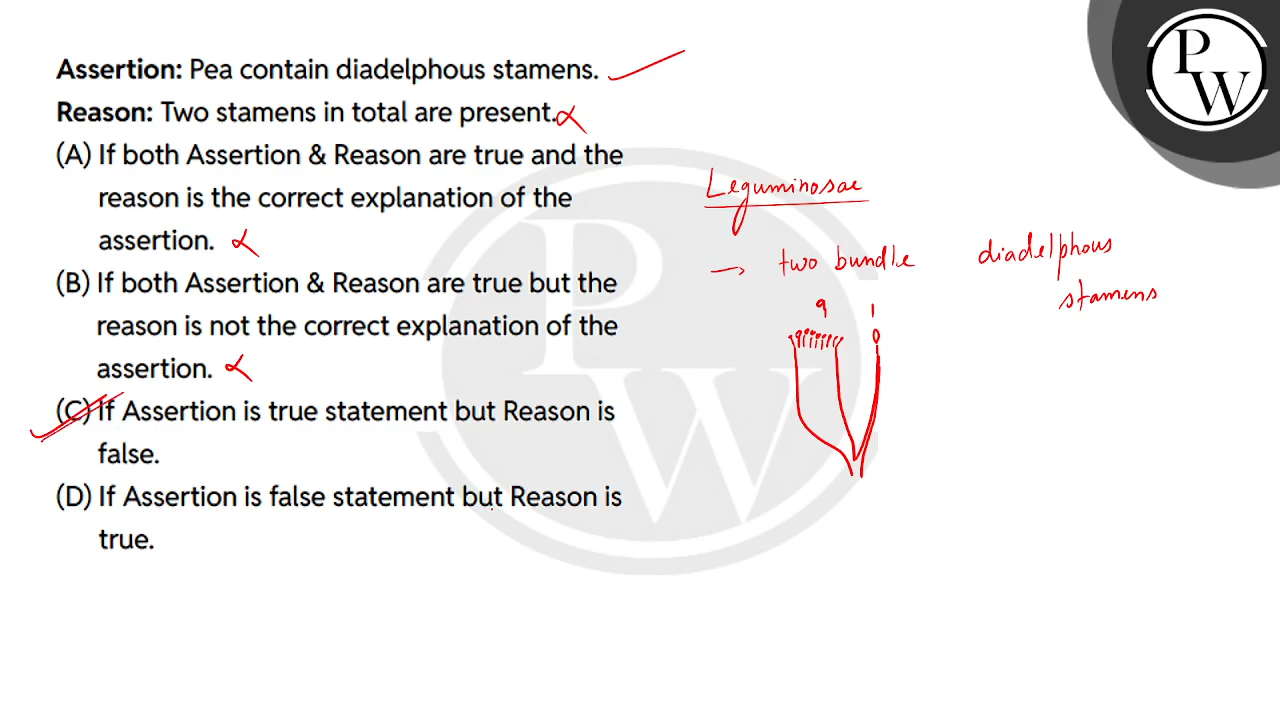 Assertion: Pea contain diadelphous stamens.
Reason: Two stamens in total are present.
(A) If both Assertion & Reason are true and the
reason is the correct explanation of the
assertion.
(B) If both Assertion & Reason are true but the
reason is not the correct explanation of the
assertion.
(C) If Assertion is true statement but Reason is
false.
(D) If Assertion is false statement but Reason is
true.
Leguminosae
→ two bundle diadelphous
stamens
9 1
P
W
P
W